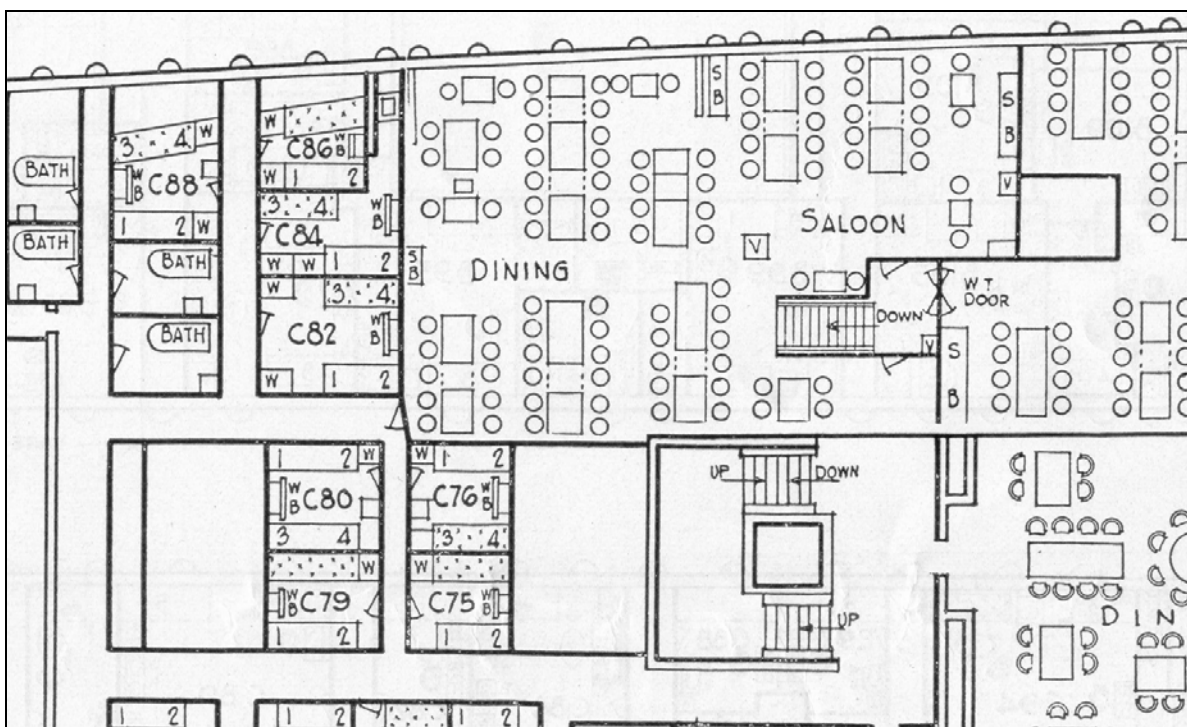 S B
BATH
3 4 W
C88
W B
1 2 W
W
C86
W B
W 1 2
3 4
C84
W B
W W 1 2
S B
W 3 4
C82
W B
W 1 2
BATH
BATH
BATH
DINING
SALOON
V
S B
V
W T
DOOR
DOWN
V
S B
1 2 W
W B
C80
3 4
W 1 2
C76
W B
3 4
W
W B
C79
1 2
W
C75
W B
1 2
UP
DOWN
UP
D I N
1 2
1 2
1 2